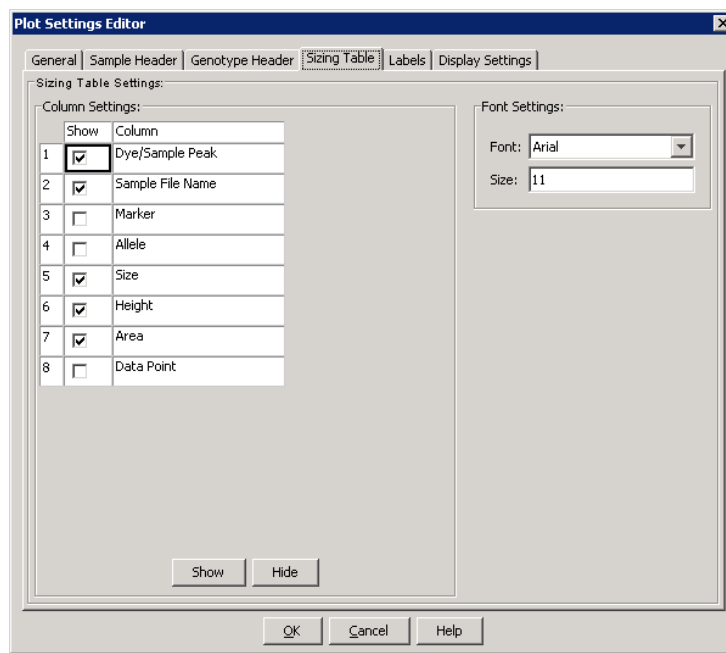 Plot Settings Editor
General Sample Header Genotype Header Sizing Table Labels Display Settings
Sizing Table Settings:
Column Settings:
Show Column
1 Dye/Sample Peak
2 Sample File Name
3 Marker
4 Allele
5 Size
6 Height
7 Area
8 Data Point
Show Hide
Font Settings:
Font: Arial
Size: 11
OK Cancel Help